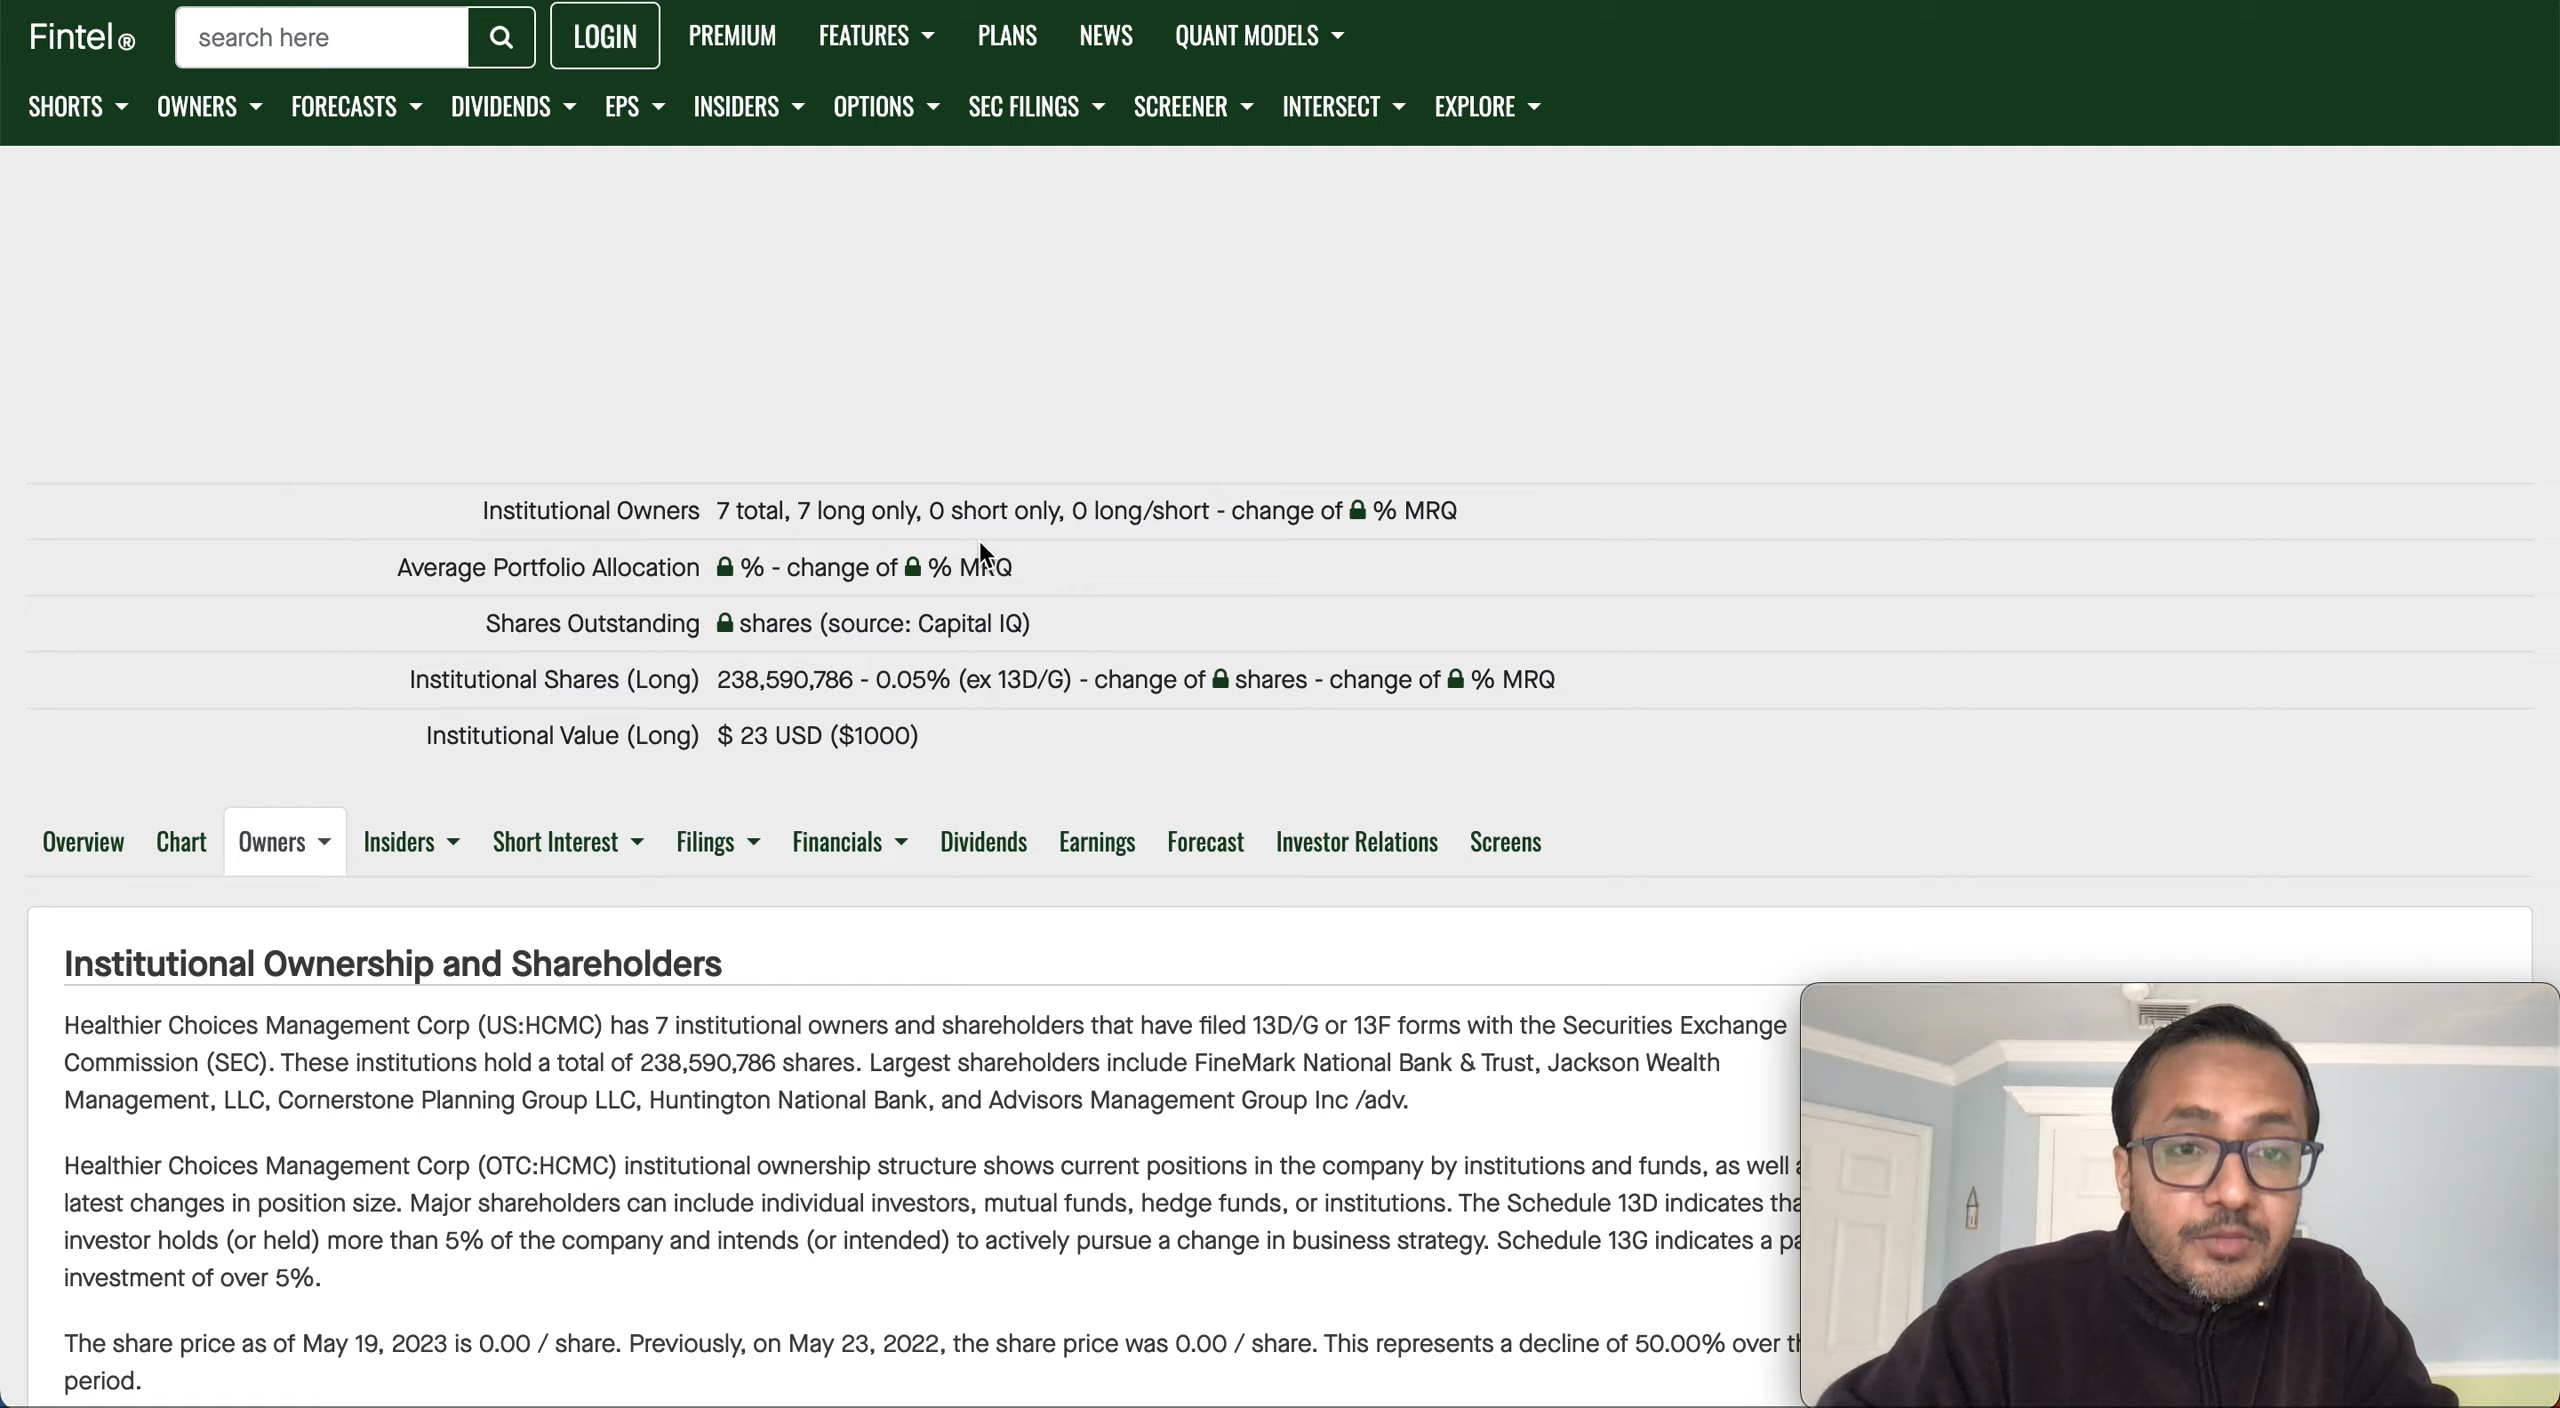 Fintel®
search here
LOGIN
PREMIUM
FEATURES
PLANS
NEWS
QUANT MODELS
SHORTS
OWNERS
FORECASTS
DIVIDENDS
EPS
INSIDERS
OPTIONS
SEC FILINGS
SCREENER
INTERSECT
EXPLORE
Institutional Owners 7 total, 7 long only, 0 short only, 0 long/short - change of % MRQ
Average Portfolio Allocation % - change of % MRQ
Shares Outstanding shares (source: Capital IQ)
Institutional Shares (Long) 238,590,786 - 0.05% (ex 13D/G) - change of shares - change of % MRQ
Institutional Value (Long) $ 23 USD ($1000)
Overview
Chart
Owners
Insiders
Short Interest
Filings
Financials
Dividends
Earnings
Forecast
Investor Relations
Screens
Institutional Ownership and Shareholders
Healthier Choices Management Corp (US:HCMC) has 7 institutional owners and shareholders that have filed 13D/G or 13F forms with the Securities Exchange
Commission (SEC). These institutions hold a total of 238,590,786 shares. Largest shareholders include FineMark National Bank & Trust, Jackson Wealth
Management, LLC, Cornerstone Planning Group LLC, Huntington National Bank, and Advisors Management Group Inc /adv.
Healthier Choices Management Corp (OTC:HCMC) institutional ownership structure shows current positions in the company by institutions and funds, as well
latest changes in position size. Major shareholders can include individual investors, mutual funds, hedge funds, or institutions. The Schedule 13D indicates
investor holds (or held) more than 5% of the company and intends (or intended) to actively pursue a change in business strategy. Schedule 13G indicates a
investment of over 5%.
The share price as of May 19, 2023 is 0.00 / share. Previously, on May 23, 2022, the share price was 0.00 / share. This represents a decline of 50.00% over
period.